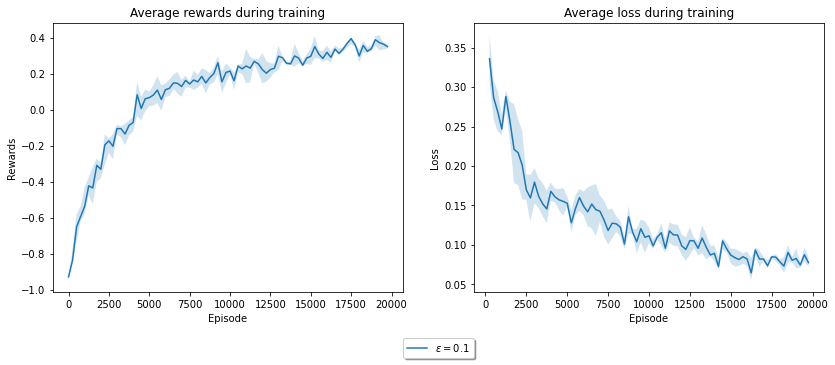 Average rewards during training
Rewards
0.4
0.2
0.0
−0.2
−0.4
−0.6
−0.8
−1.0
0 2500 5000 7500 10000 12500 15000 17500 20000
Episode
Average loss during training
Loss
0.35
0.30
0.25
0.20
0.15
0.10
0.05
0 2500 5000 7500 10000 12500 15000 17500 20000
Episode
ε = 0.1